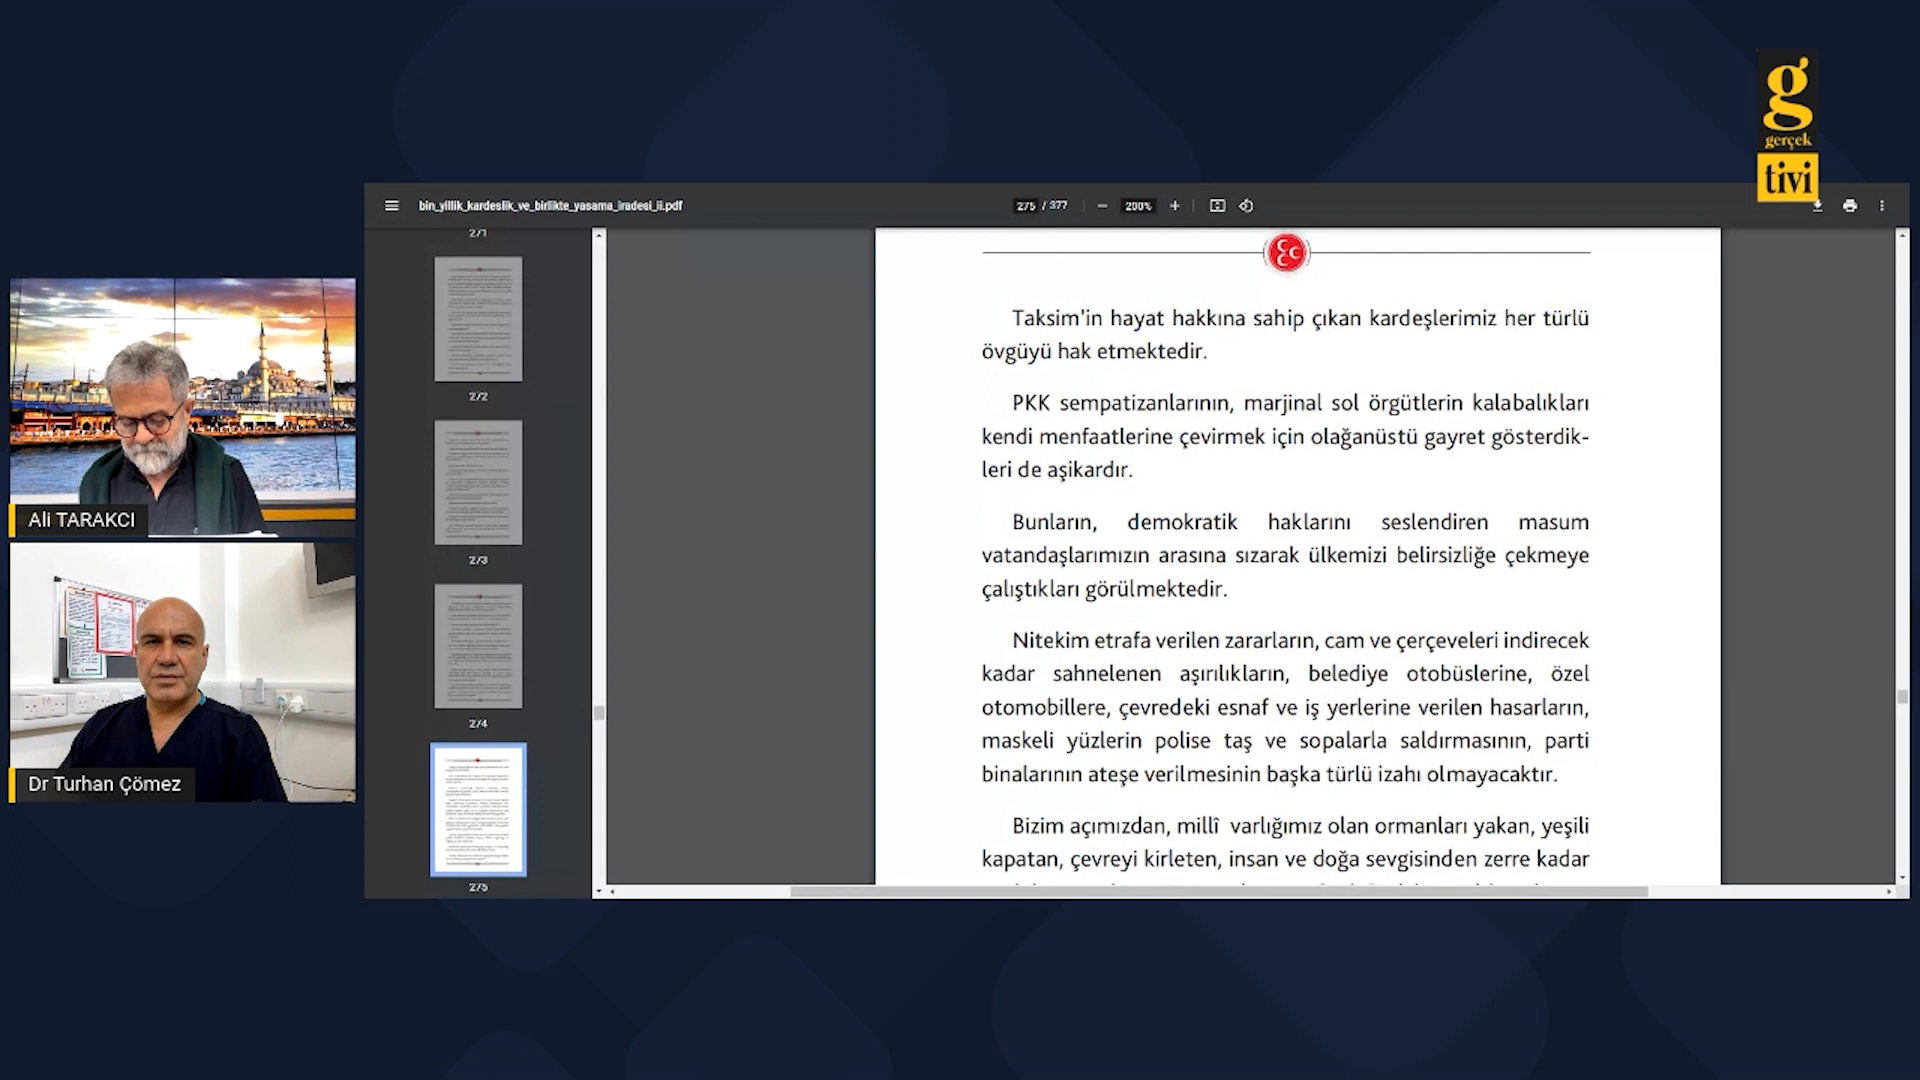 g
gerçek
tivi
bin_yillik_kardeslik_ve_birlikte_yasama_iradesi_ii.pdf
275 / 377
200%
271
272
273
274
275
Taksim'in hayat hakkına sahip çıkan kardeşlerimiz her türlü
övgüyü hak etmektedir.
PKK sempatizanlarının, marjinal sol örgütlerin kalabalıkları
kendi menfaatlerine çevirmek için olağanüstü gayret gösterdik-
leri de aşikardır.
Bunların, demokratik haklarını seslendiren masum
vatandaşlarımızın arasına sızarak ülkemizi belirsizliğe çekmeye
çalıştıkları görülmektedir.
Nitekim etrafa verilen zararların, cam ve çerçeveleri indirecek
kadar sahnelenen aşırılıkların, belediye otobüslerine, özel
otomobillere, çevredeki esnaf ve iş yerlerine verilen hasarların,
maskeli yüzlerin polise taş ve sopalarla saldırmasının, parti
binalarının ateşe verilmesinin başka türlü izahı olmayacaktır.
Bizim açımızdan, millî varlığımız olan ormanları yakan, yeşili
kapatan, çevreyi kirleten, insan ve doğa sevgisinden zerre kadar
Ali TARAKCI
Dr Turhan Çömez